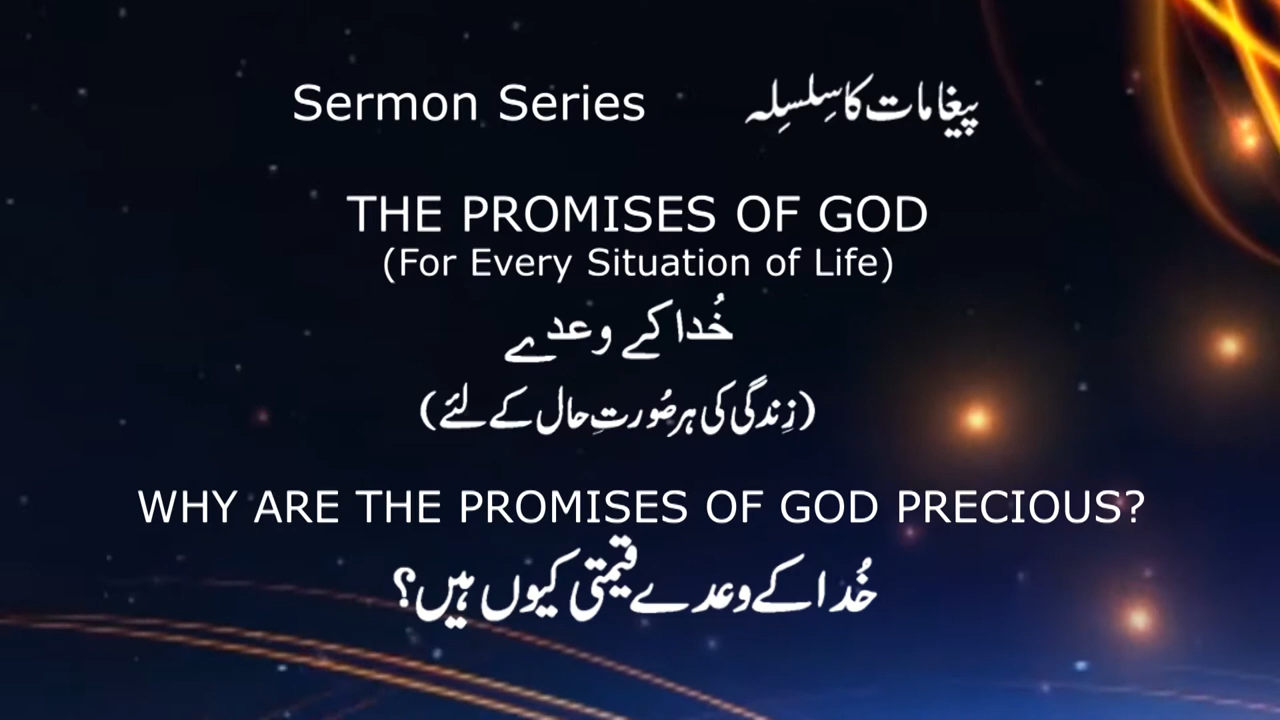 Sermon Series پیغامات کا سِلسِلہ
THE PROMISES OF GOD
(For Every Situation of Life)
خُدا کے وعدے
(زِندگی کی ہر صُورتِ حال کے لئے)
WHY ARE THE PROMISES OF GOD PRECIOUS?
خُدا کے وعدے قیمتی کیوں ہیں؟